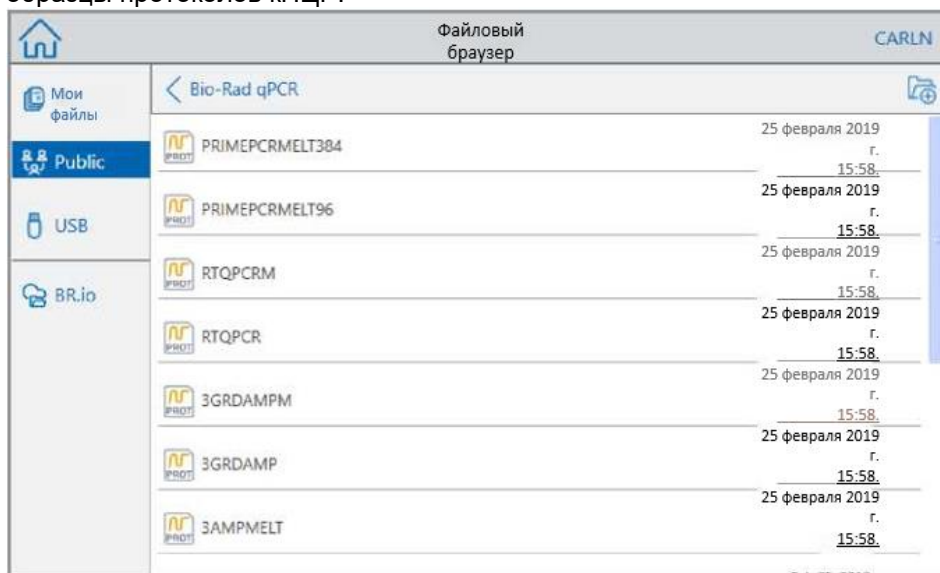 Файловый
браузер
CARLN
Мои
файлы
Public
USB
BR.io
Bio-Rad qPCR
PRIMEPCRMELT384
25 февраля 2019
г.
15:58.
PRIMEPCRMELT96
25 февраля 2019
г.
15:58.
RTQPCRM
25 февраля 2019
г.
15:58.
RTQPCR
25 февраля 2019
г.
15:58.
3GRDAMPM
25 февраля 2019
г.
15:58.
3GRDAMP
25 февраля 2019
г.
15:58.
3AMPMELT
25 февраля 2019
г.
15:58.